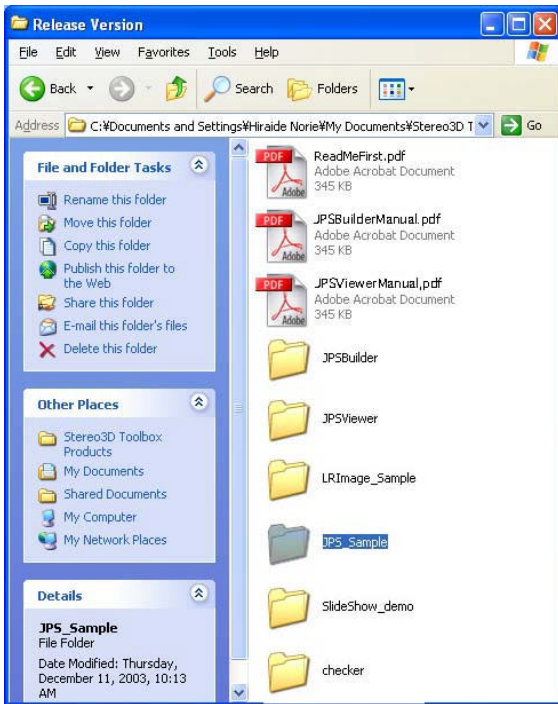 Release Version
File Edit View Favorites Tools Help
Back Search Folders
Address C:¥Documents and Settings¥Hiraide Norie¥My Documents¥Stereo3D T Go
File and Folder Tasks
Rename this folder
Move this folder
Copy this folder
Publish this folder to
the Web
Share this folder
E-mail this folder's files
Delete this folder
Other Places
Stereo3D Toolbox
Products
My Documents
Shared Documents
My Computer
My Network Places
Details
JPS_Sample
File Folder
Date Modified: Thursday,
December 11, 2003, 10:13
AM
PDF Adobe
ReadMeFirst.pdf
Adobe Acrobat Document
345 KB
PDF Adobe
JPSBuilderManual.pdf
Adobe Acrobat Document
345 KB
PDF Adobe
JPSViewerManual,pdf
Adobe Acrobat Document
345 KB
JPSBuilder
JPSViewer
LRImage_Sample
JPS_Sample
SlideShow_demo
checker